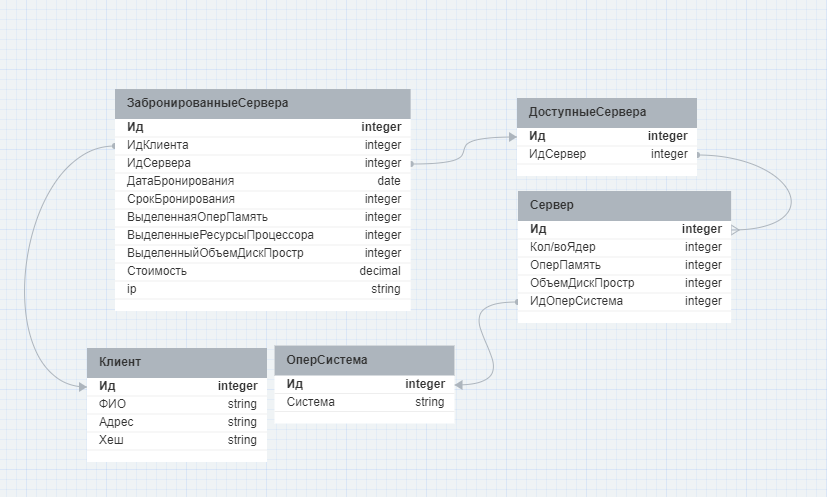 ЗабронированныеСервера
Ид integer
ИдКлиента integer
ИдСервера integer
ДатаБронирования date
СрокБронирования integer
ВыделеннаяОперПамять integer
ВыделенныеРесурсыПроцессора integer
ВыделенныйОбъемДискПростр integer
Стоимость decimal
ip string
ДоступныеСервера
Ид integer
ИдСервер integer
Сервер
Ид integer
Кол/воЯдер integer
ОперПамять integer
ОбъемДискПростр integer
ИдОперСистема integer
Клиент
Ид integer
ФИО string
Адрес string
Хеш string
ОперСистема
Ид integer
Система string